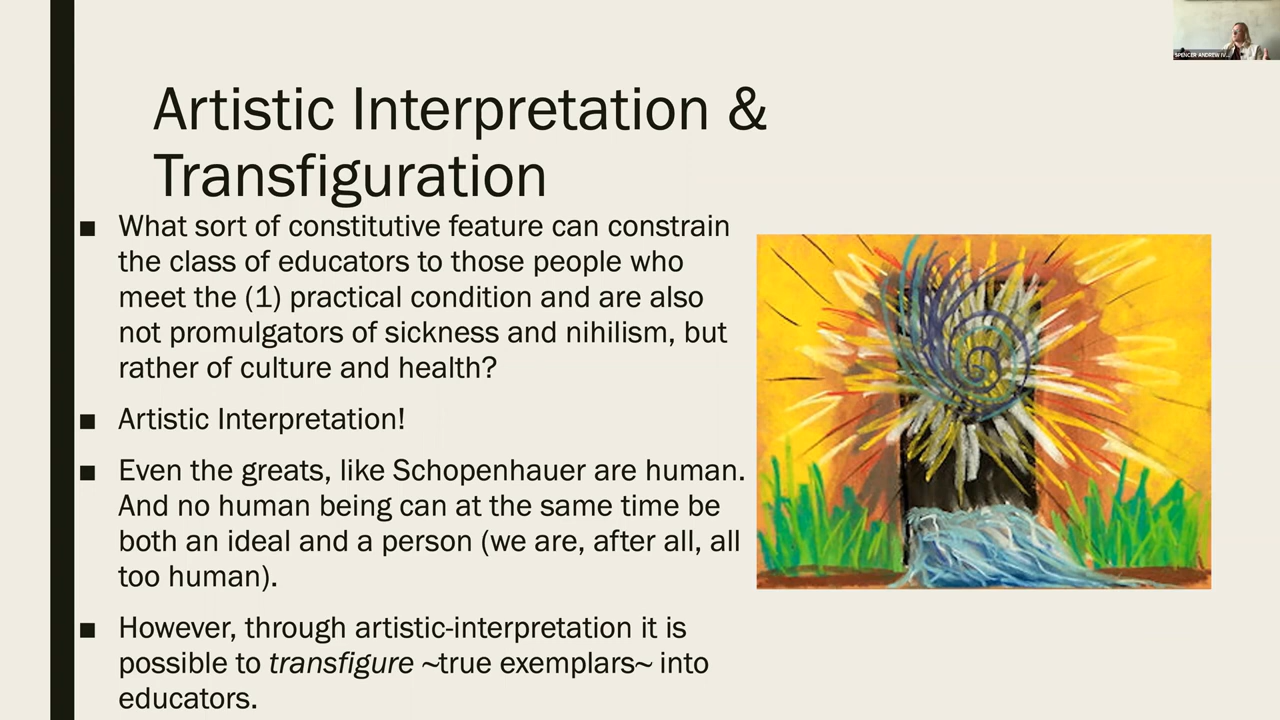 SPENCER ANDREW IV...
Artistic Interpretation &
Transfiguration
■ What sort of constitutive feature can constrain
the class of educators to those people who
meet the (1) practical condition and are also
not promulgators of sickness and nihilism, but
rather of culture and health?
■ Artistic Interpretation!
■ Even the greats, like Schopenhauer are human.
And no human being can at the same time be
both an ideal and a person (we are, after all, all
too human).
■ However, through artistic-interpretation it is
possible to transfigure ~true exemplars~ into
educators.